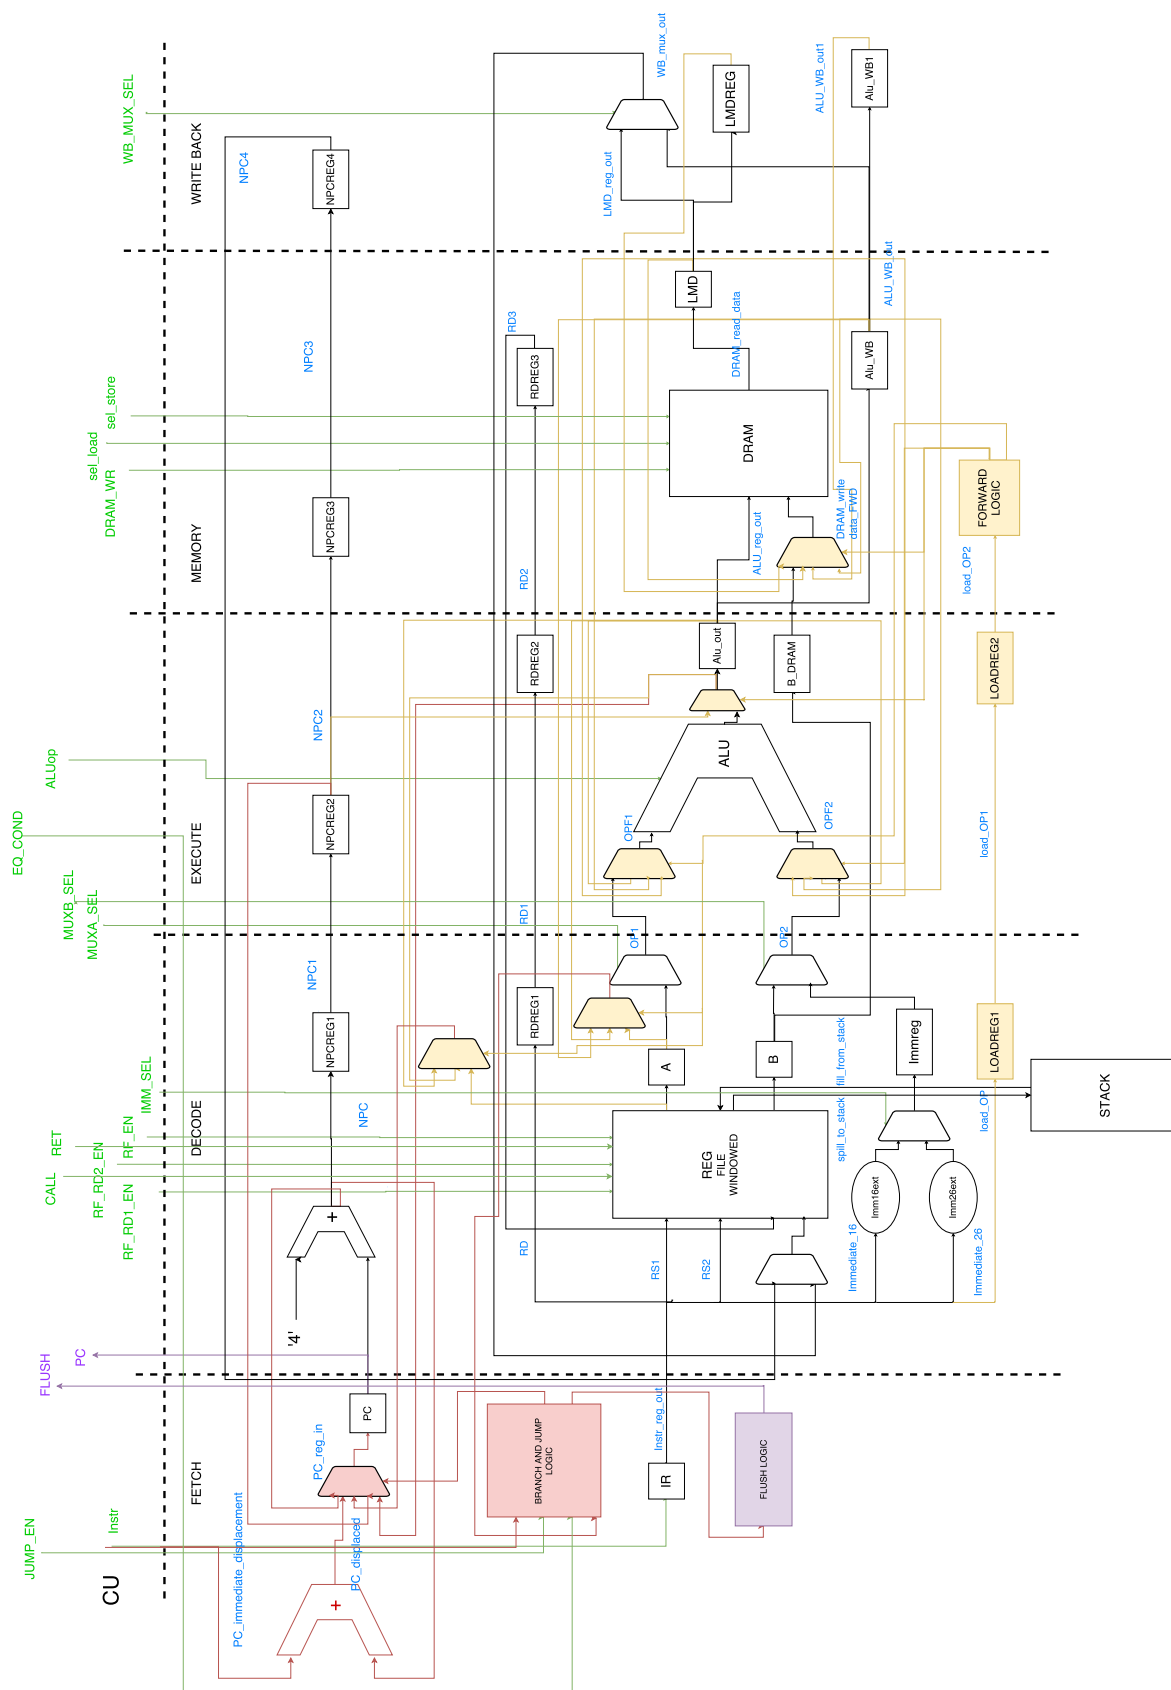 CU
JUMP_EN
Instr
FLUSH
PC
CALL
RET
RF_RD1_EN
RF_RD2_EN
RF_EN
IMM_SEL
MUXA_SEL
MUXB_SEL
EQ_COND
ALUop
DRAM_WR
sel_load
sel_store
WB_MUX_SEL
FETCH
DECODE
EXECUTE
MEMORY
WRITE BACK
PC_immediate_displacement
+
PC_displaced
PC_reg_in
PC
'4'
+
NPC
NPCREG1
NPC1
NPCREG2
NPC2
NPCREG3
NPC3
NPCREG4
NPC4
BRANCH AND JUMP
LOGIC
FLUSH LOGIC
IR
Instr_reg_out
RD
RS1
RS2
RDREG1
RD1
RDREG2
RD2
RDREG3
RD3
REG
FILE
WINDOWED
Immediate_16
Immediate_26
Imm16ext
Imm26ext
spill_to_stack
fill_from_stack
STACK
A
B
Immreg
load_OP
LOADREG1
load_OP1
LOADREG2
load_OP2
FORWARD
LOGIC
OP1
OP2
OPF1
OPF2
ALU
Alu_out
B_DRAM
ALU_reg_out
DRAM_write
data_FWD
DRAM
DRAM_read_data
LMD
Alu_WB
ALU_WB_out
LMD_reg_out
LMDREG
WB_mux_out
Alu_WB1
ALU_WB_out1